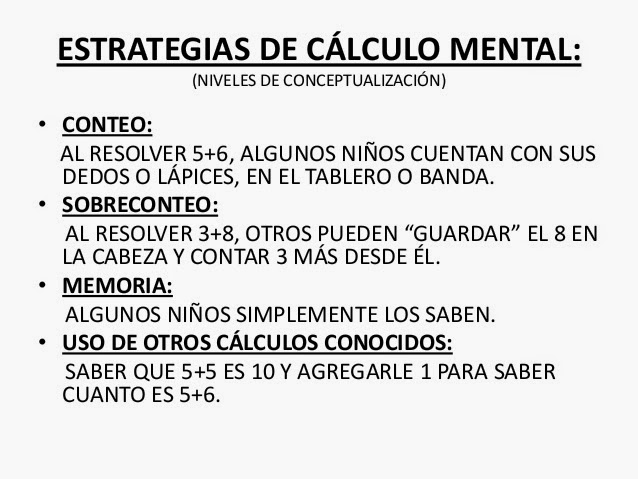 ESTRATEGIAS DE CÁLCULO MENTAL:
(NIVELES DE CONCEPTUALIZACIÓN)
• CONTEO:
AL RESOLVER 5+6, ALGUNOS NIÑOS CUENTAN CON SUS
DEDOS O LÁPICES, EN EL TABLERO O BANDA.
• SOBRECONTEO:
AL RESOLVER 3+8, OTROS PUEDEN “GUARDAR” EL 8 EN
LA CABEZA Y CONTAR 3 MÁS DESDE ÉL.
• MEMORIA:
ALGUNOS NIÑOS SIMPLEMENTE LOS SABEN.
• USO DE OTROS CÁLCULOS CONOCIDOS:
SABER QUE 5+5 ES 10 Y AGREGARLE 1 PARA SABER
CUANTO ES 5+6.